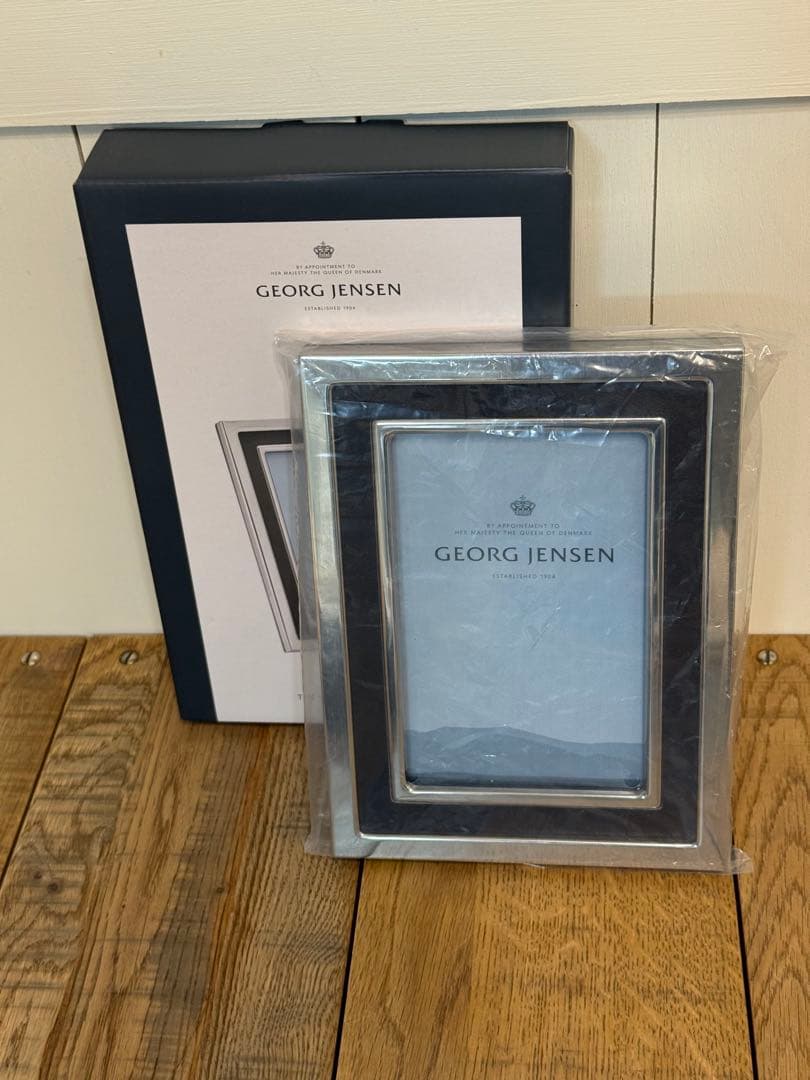 BY APPOINTMENT TO
HER MAJESTY THE QUEEN OF DENMARK
GEORG JENSEN
ESTABLISHED 1904
BY APPOINTMENT TO
HER MAJESTY THE QUEEN OF DENMARK
GEORG JENSEN
ESTABLISHED 1904